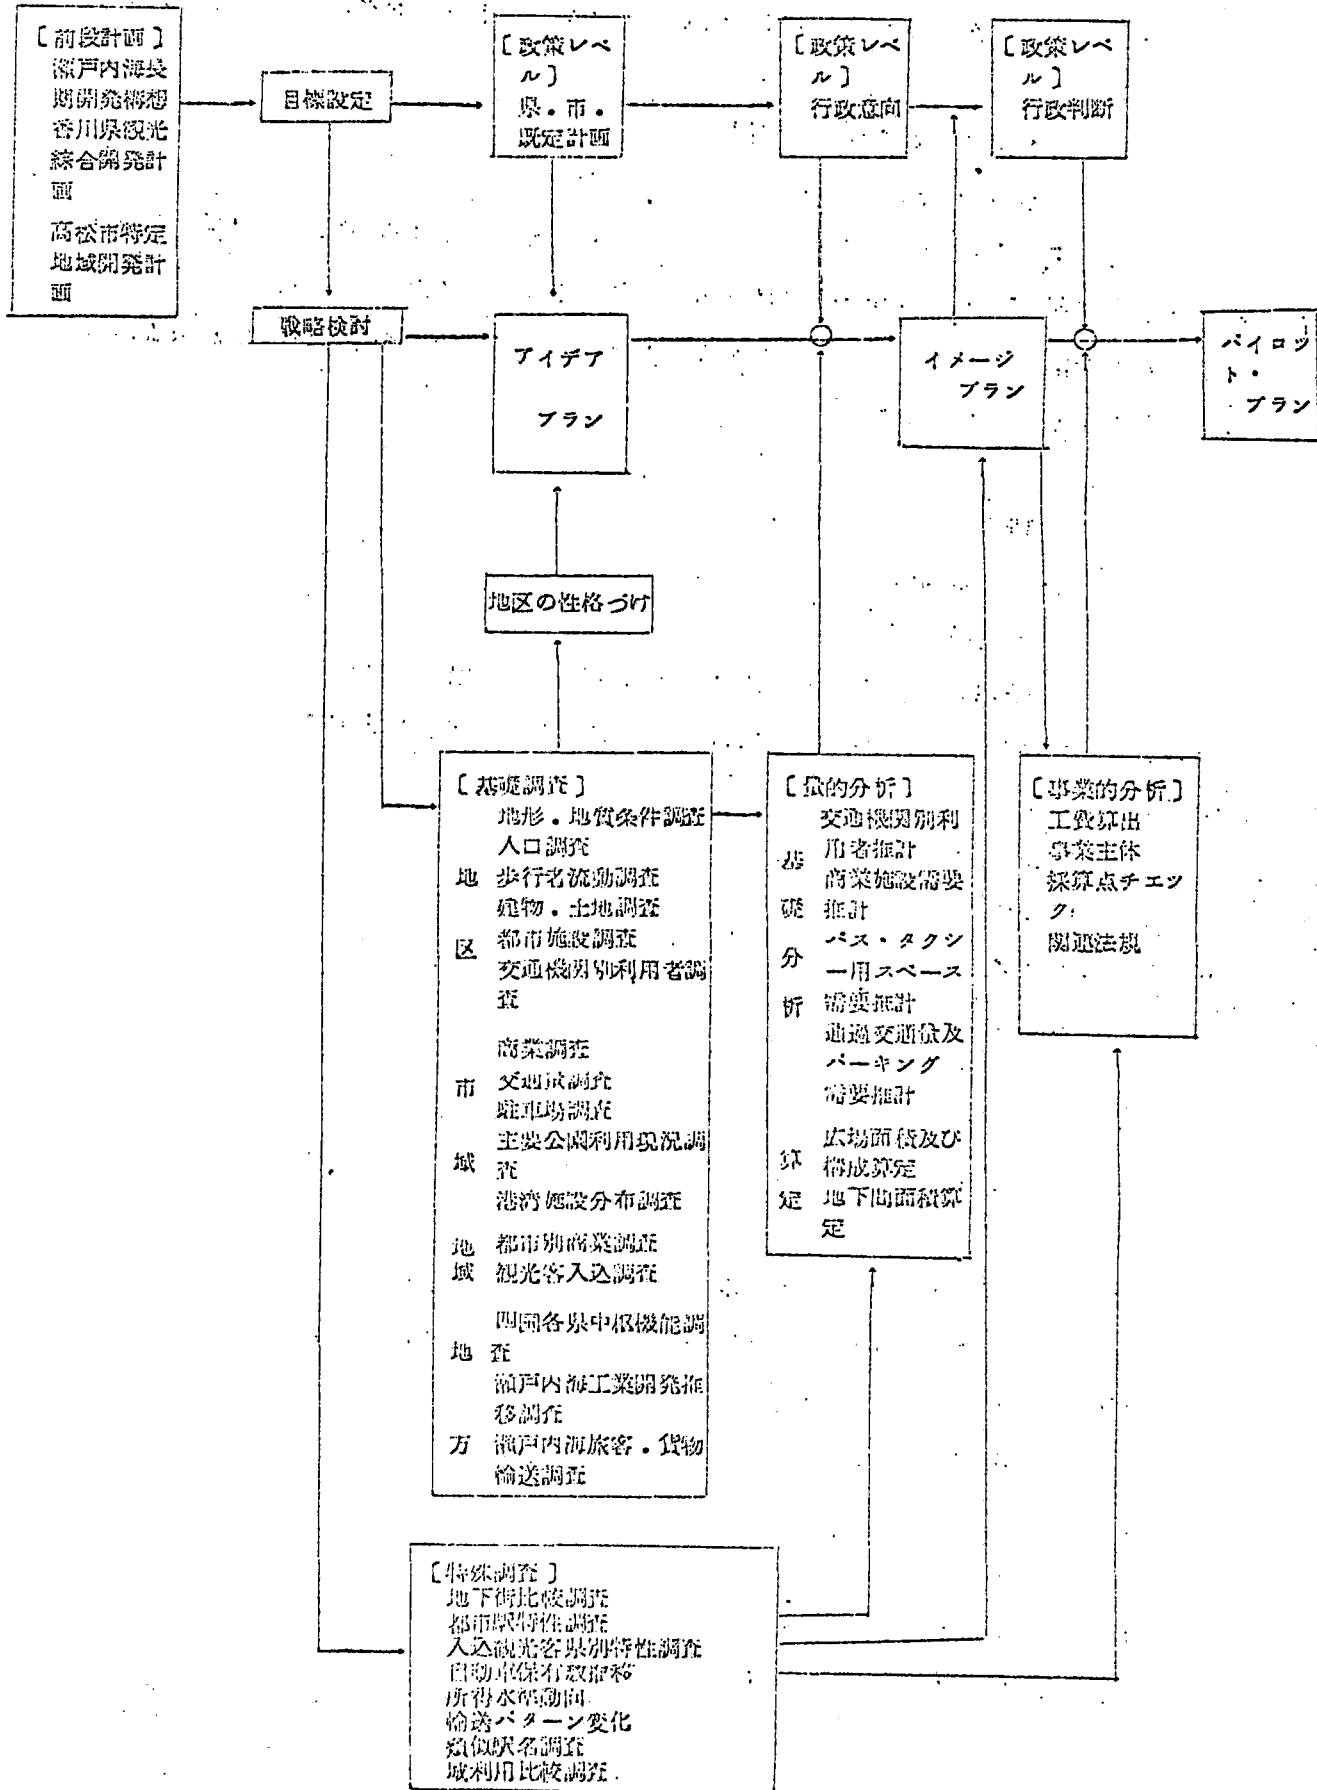 [前段計画]
瀬戸内海長
期開発構想
香川県観光
綜合開発計
画
高松市特定
地域開発計
画
目標設定
[政策レベ
ル]
県・市・
既定計画
[政策レベ
ル]
行政意向
[政策レベ
ル]
行政判断
戦略検討
アイデア
プラン
イメージ
プラン
パイロッ
ト・
プラン
地区の性格づけ
[基礎調査]
地区
地形・地質条件調査
人口調査
歩行名流動調査
建物・土地調査
都市施設調査
交通機関別利用者調
査
市域
商業調査
交通量調査
駐車場調査
主要公園利用現況調
査
港湾施設分布調査
地域
都市別商業調査
観光客入込調査
地方
四国各県中枢機能調
査
瀬戸内海工業開発推
移調査
瀬戸内海旅客・貨物
輸送調査
[量的分析]
基礎分析
交通機関別利
用者推計
商業施設需要
推計
バス・タクシ
ー用スペース
需要推計
通過交通量及
パーキング
需要推計
算定
広場面積及び
構成算定
地下街面積算
定
[事業的分析]
工費算出
事業主体
採算点チエッ
ク
関連法規
[特殊調査]
地下街比較調査
都市駅特性調査
入込観光客県別特性調査
自動車保有数推移
所得水準動向
輸送パターン変化
類似駅名調査
城利用比較調査